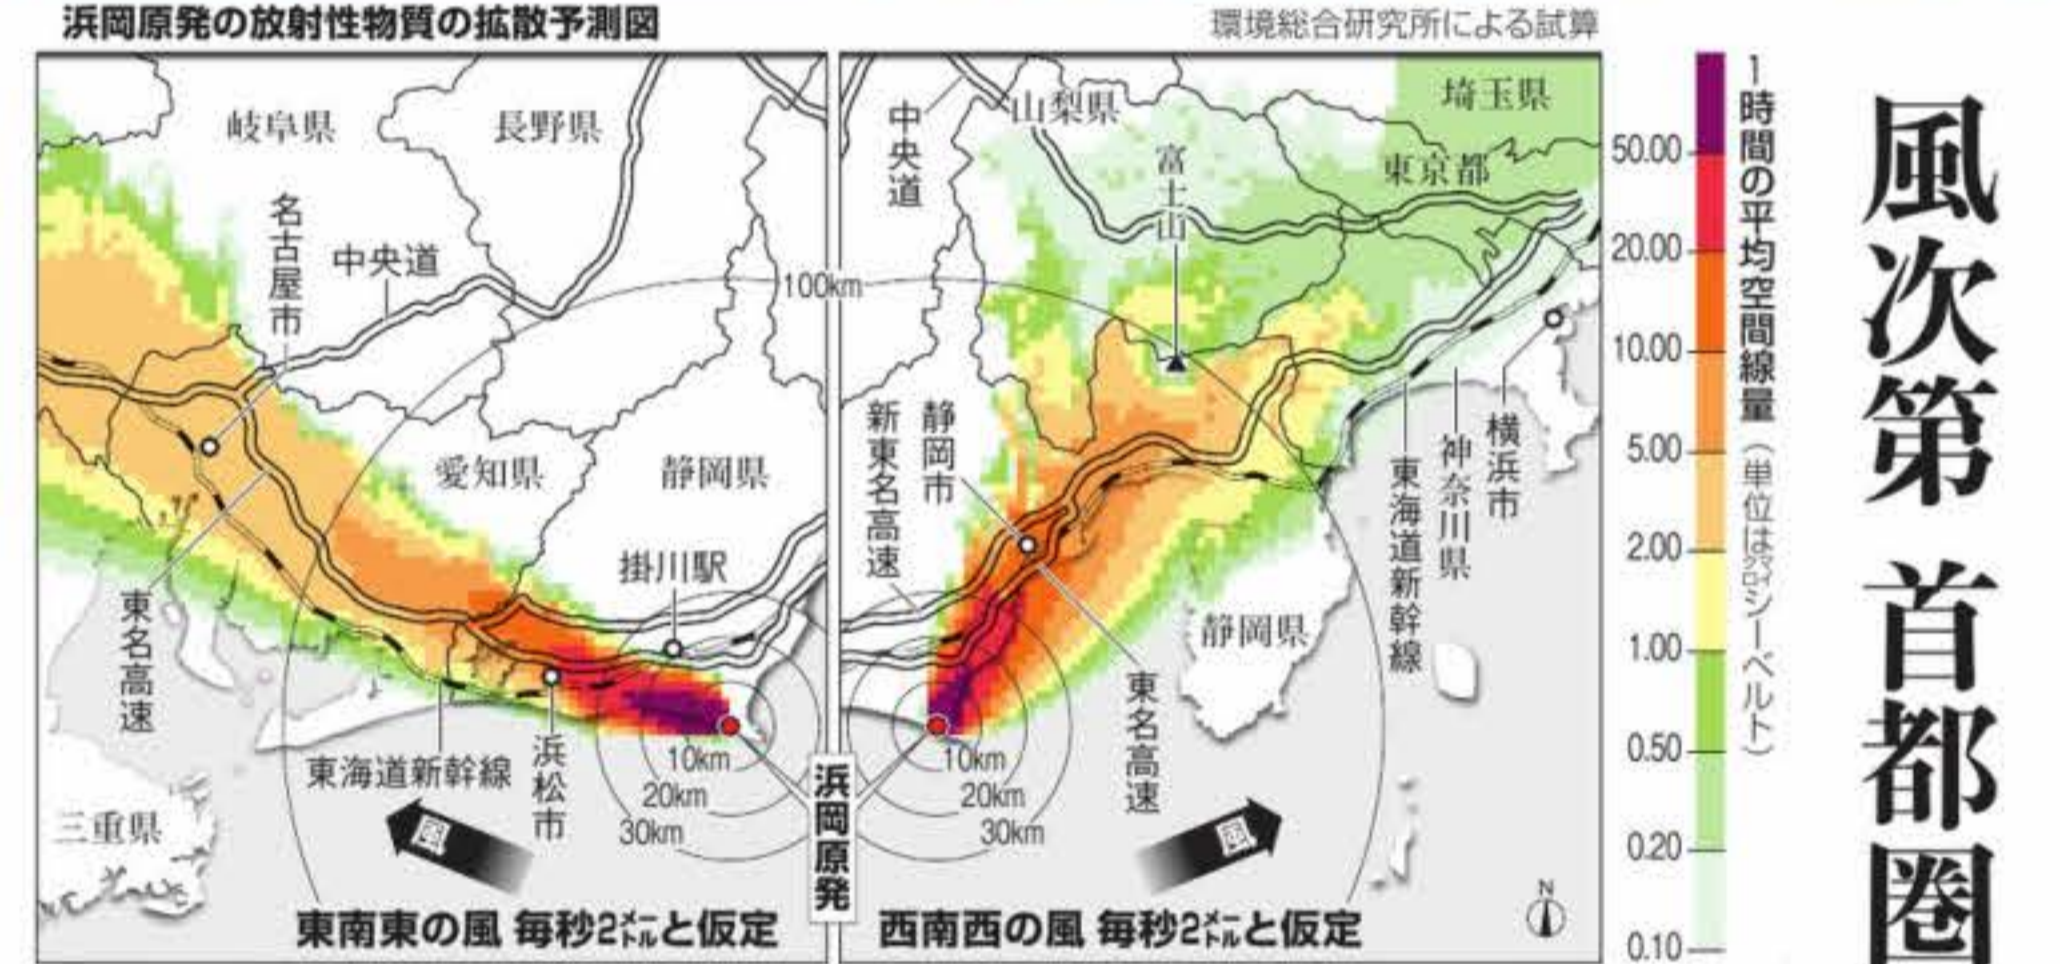 浜岡原発の放射性物質の拡散予測図
環境総合研究所による試算
岐阜県
長野県
名古屋市
中央道
100km
愛知県
静岡県
掛川駅
東名高速
東海道新幹線
浜松市
10km
20km
30km
三重県
風
東南東の風 毎秒2メートルと仮定
浜岡原発
中央道
山梨県
埼玉県
東京都
富士山
新東名高速
静岡市
横浜市
神奈川県
東海道新幹線
静岡県
東名高速
10km
20km
30km
風
N
西南西の風 毎秒2メートルと仮定
1時間の平均空間線量(単位はマイクロシーベルト)
50.00
20.00
10.00
5.00
2.00
1.00
0.50
0.20
0.10
風次第 首都圏